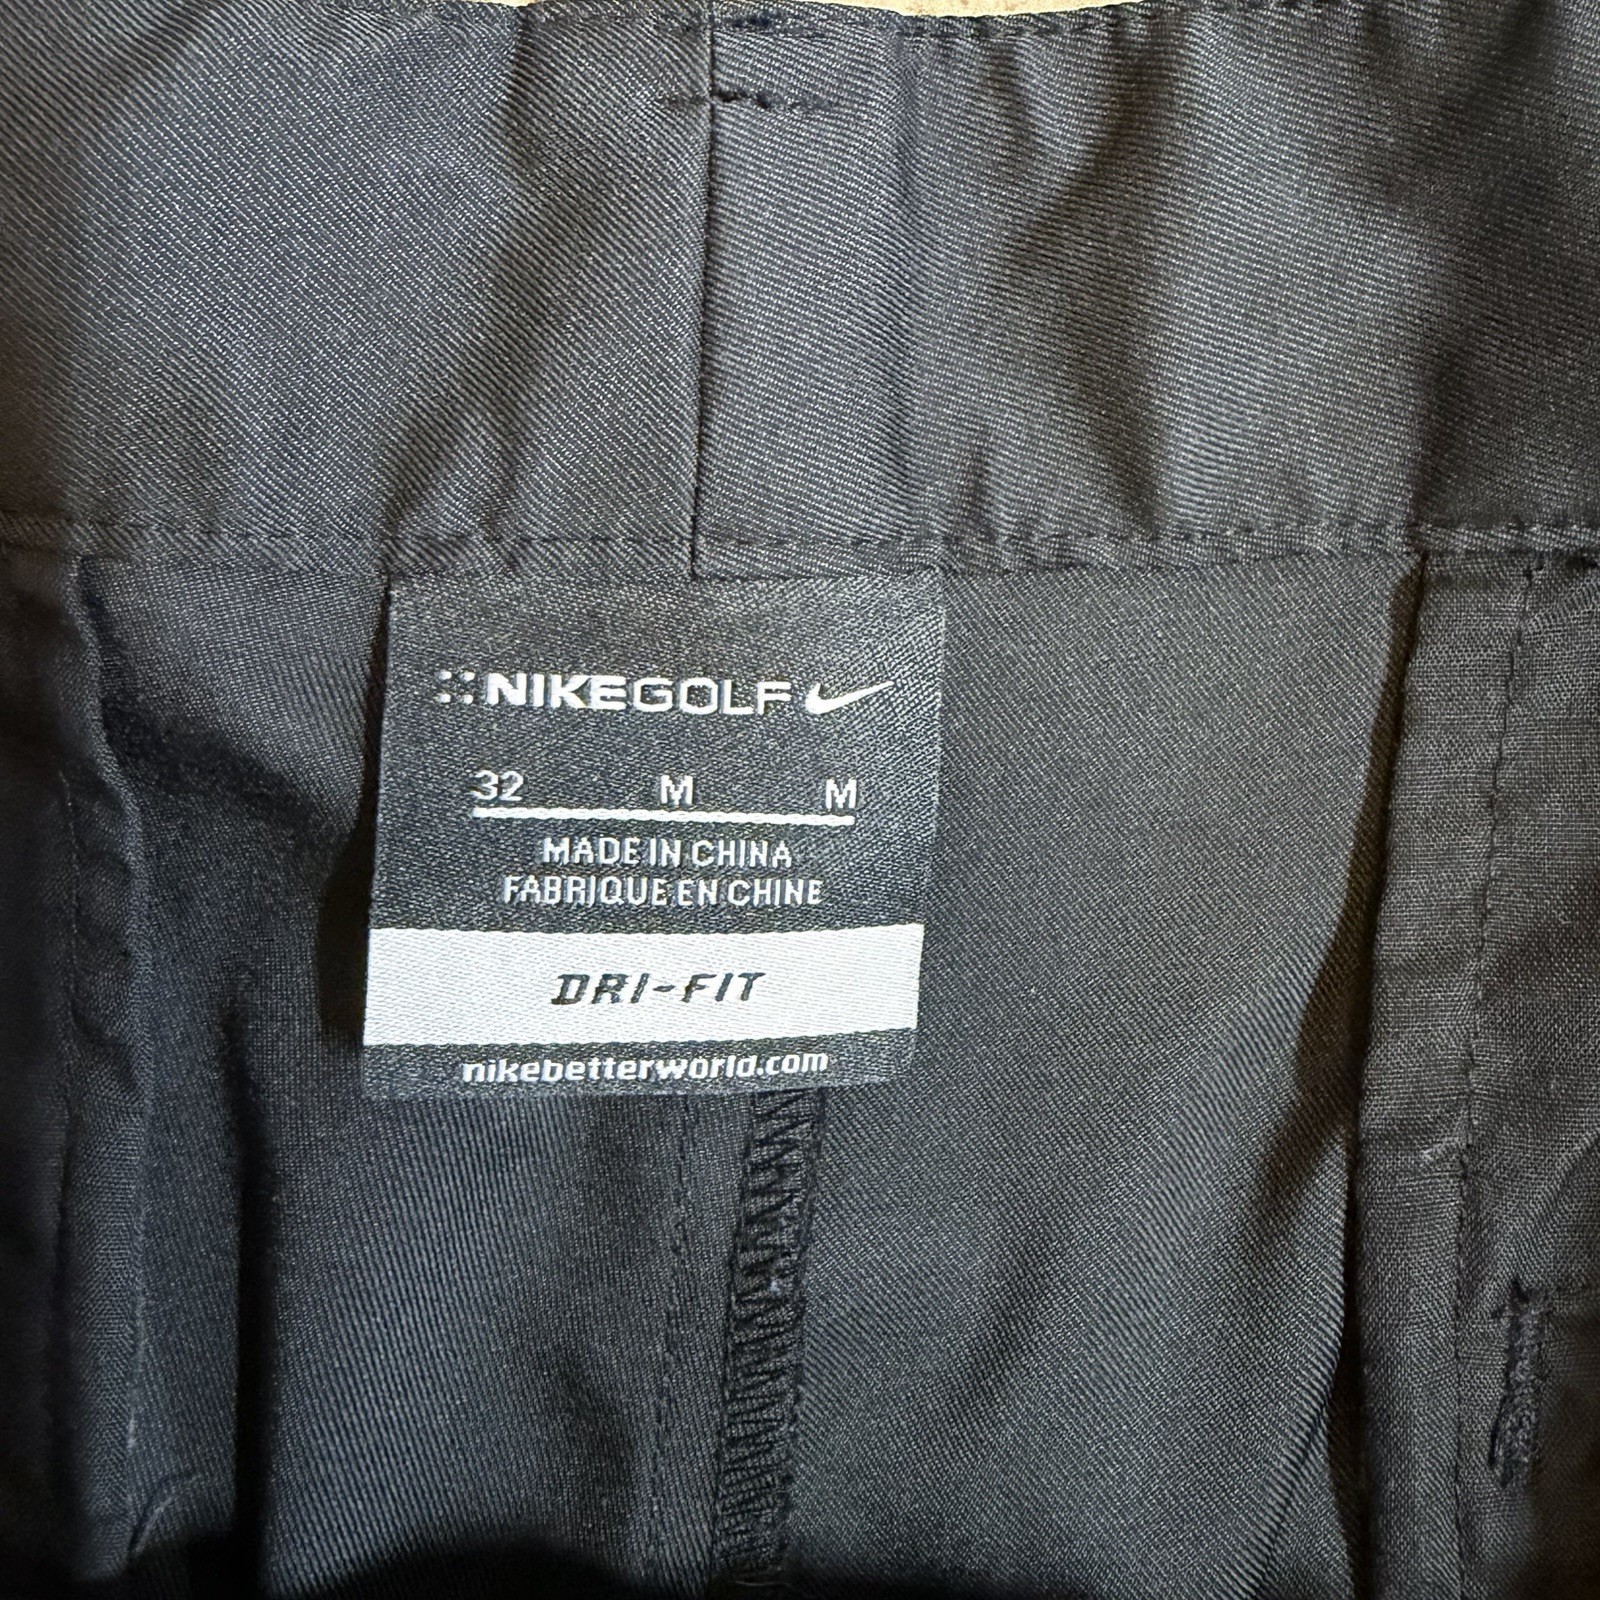 NIKEGOLF
32 M M
MADE IN CHINA
FABRIQUE EN CHINE
DRI-FIT
nikebetterworld.com